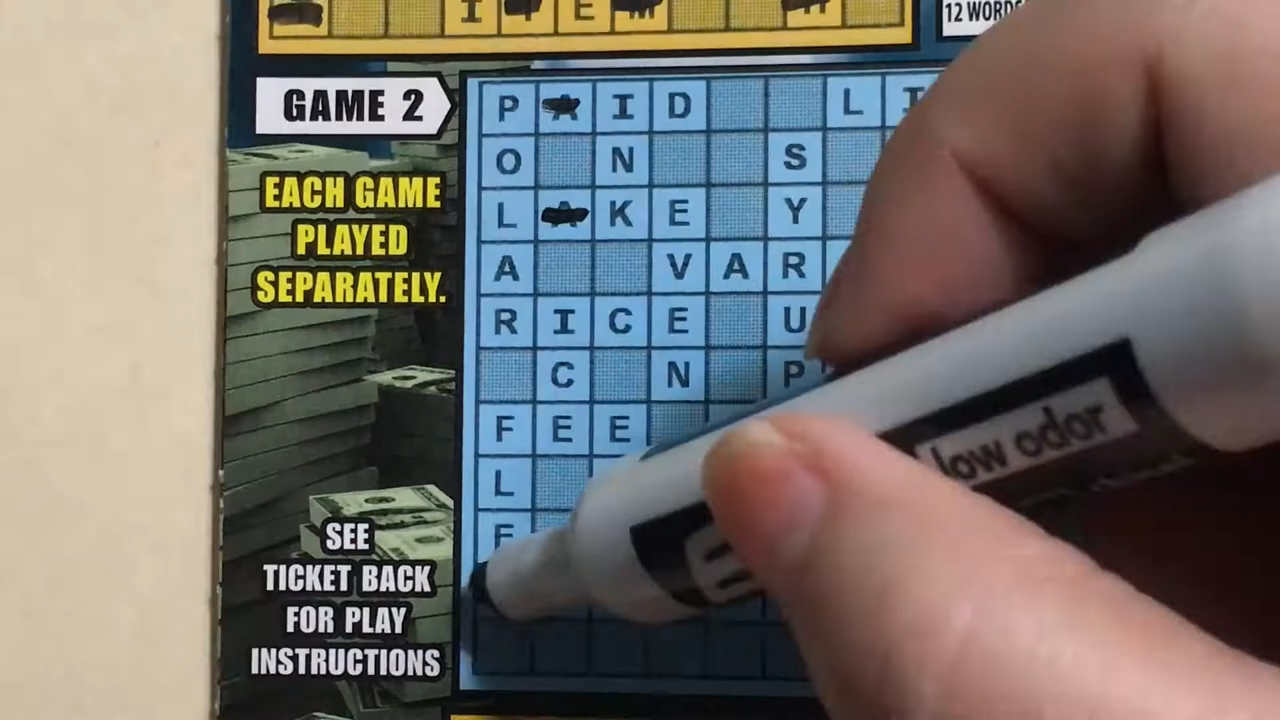 I P E
12 WORDS
GAME 2
P A I D L I
O N S
EACH GAME
PLAYED
SEPARATELY.
L A K E Y
A V A R
R I C E U
C N P
F E E
L
low odor
SEE
TICKET BACK
FOR PLAY
INSTRUCTIONS